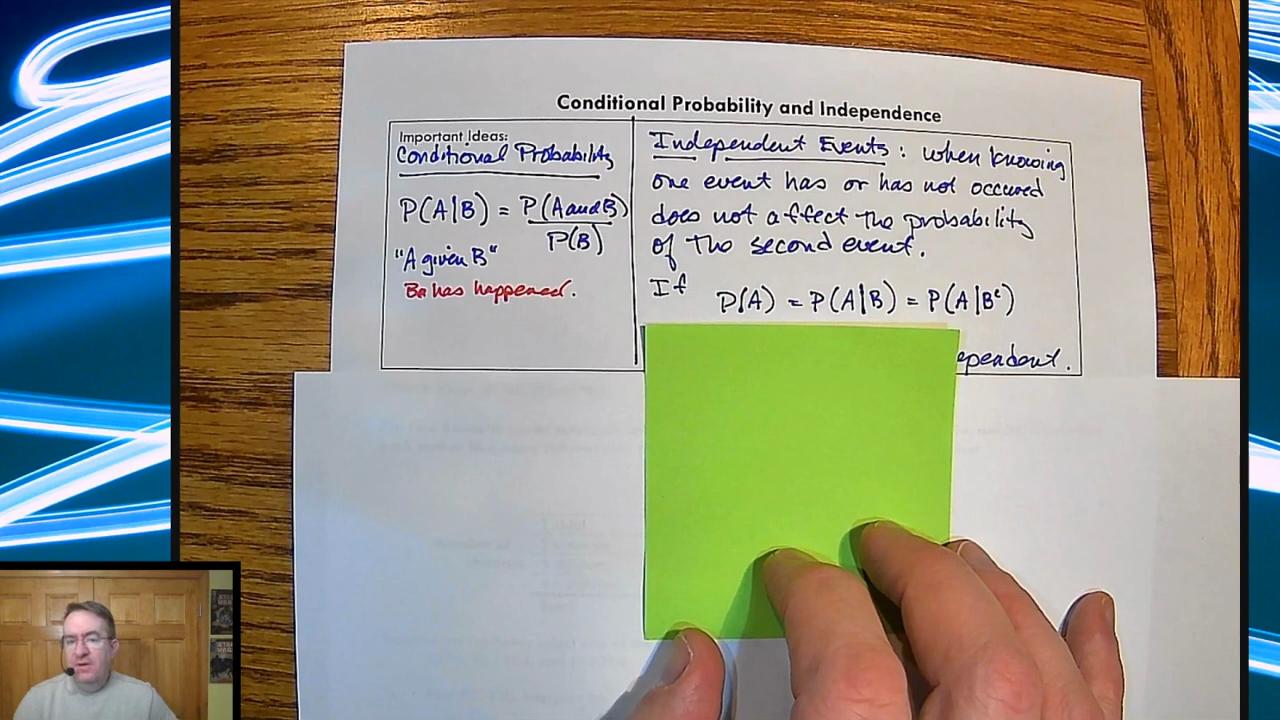 Conditional Probability and Independence
Important Ideas:
Conditional Probability
P(A|B) = P(A and B)
P(B)
"A given B"
has happened.
Independent Events: when knowing
one event has or has not occured
does not affect the probability
of the second event.
If P(A) = P(A|B) = P(A|Bᶜ)
ependent.